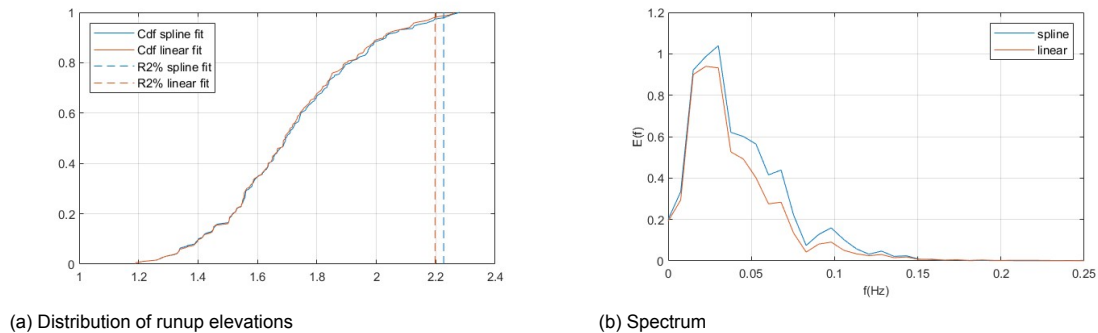 Cdf spline fit
Cdf linear fit
R2% spline fit
R2% linear fit
1
0.8
0.6
0.4
0.2
0
1
1.2
1.4
1.6
1.8
2
2.2
2.4
(a) Distribution of runup elevations
spline
linear
1.2
1
0.8
0.6
0.4
0.2
0
E(f)
0
0.05
0.1
0.15
0.2
0.25
f(Hz)
(b) Spectrum